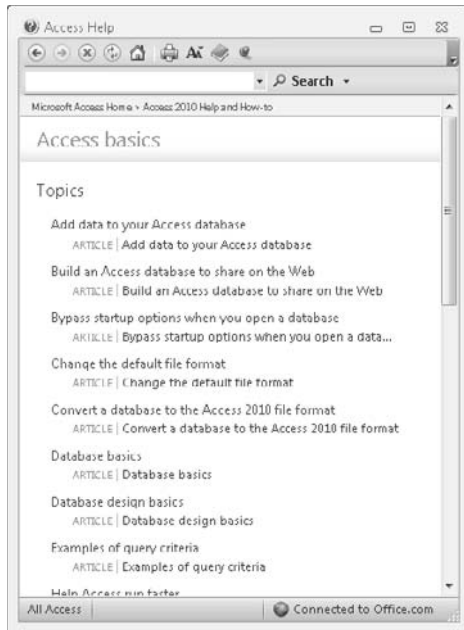 Access Help
Search
Microsoft Access Home > Access 2010 Help and How-to
Access basics
Topics
Add data to your Access database
ARTICLE | Add data to your Access database
Build an Access database to share on the Web
ARTICLE | Build an Access database to share on the Web
Bypass startup options when you open a database
ARTICLE | Bypass startup options when you open a data...
Change the default file format
ARTICLE | Change the default file format
Convert a database to the Access 2010 file format
ARTICLE | Convert a database to the Access 2010 file format
Database basics
ARTICLE | Database basics
Database design basics
ARTICLE | Database design basics
Examples of query criteria
ARTICLE | Examples of query criteria
Help Access run faster
All Access
Connected to Office.com